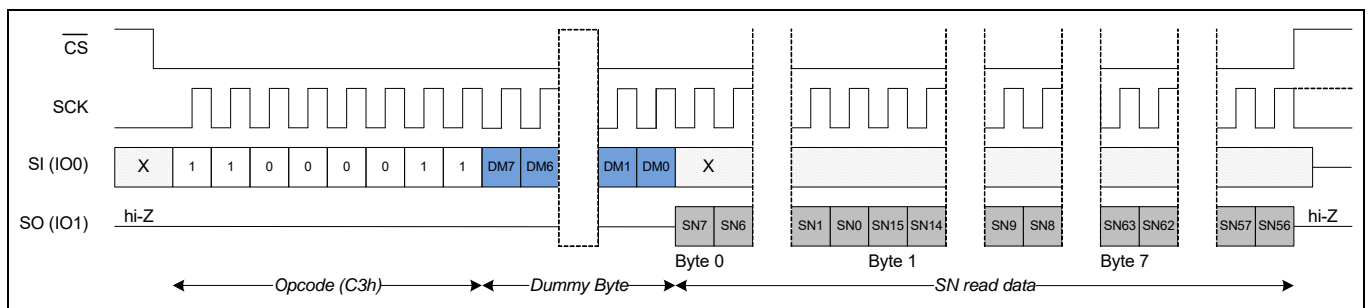 CS
SCK
SI (IO0) X 1 1 0 0 0 0 1 1 DM7 DM6 DM1 DM0 X
SO (IO1) hi-Z SN7 SN6 SN1 SN0 SN15 SN14 SN9 SN8 SN63 SN62 SN57 SN56 hi-Z
Byte 0 Byte 1 Byte 7
Opcode (C3h) Dummy Byte SN read data